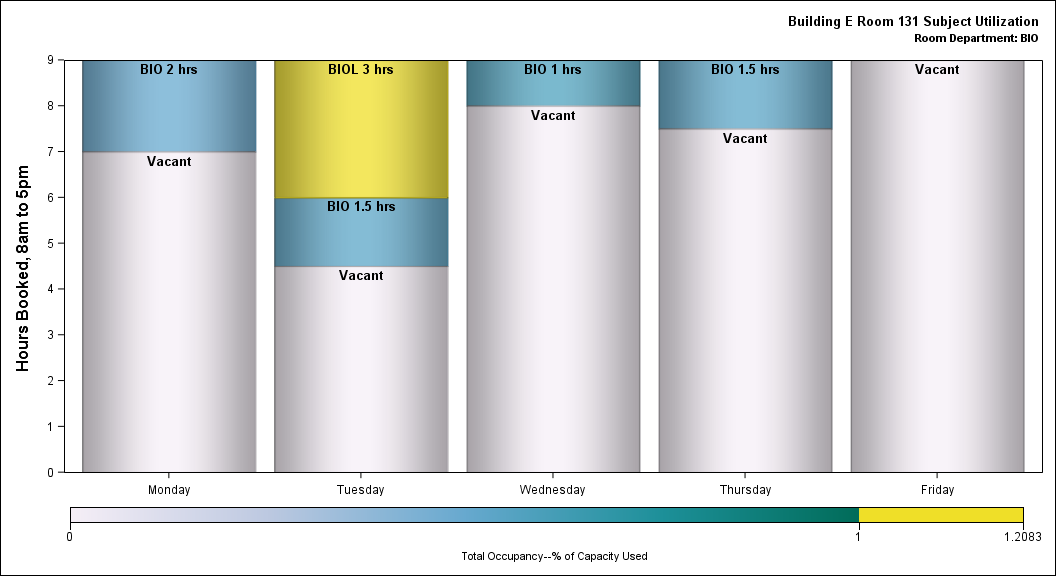 Building E Room 131 Subject Utilization
Room Department: BIO
Hours Booked, 8am to 5pm
9
8
7
6
5
4
3
2
1
0
BIO 2 hrs
Vacant
BIOL 3 hrs
BIO 1.5 hrs
Vacant
BIO 1 hrs
Vacant
BIO 1.5 hrs
Vacant
Vacant
Monday Tuesday Wednesday Thursday Friday
0 1 1.2083
Total Occupancy--% of Capacity Used